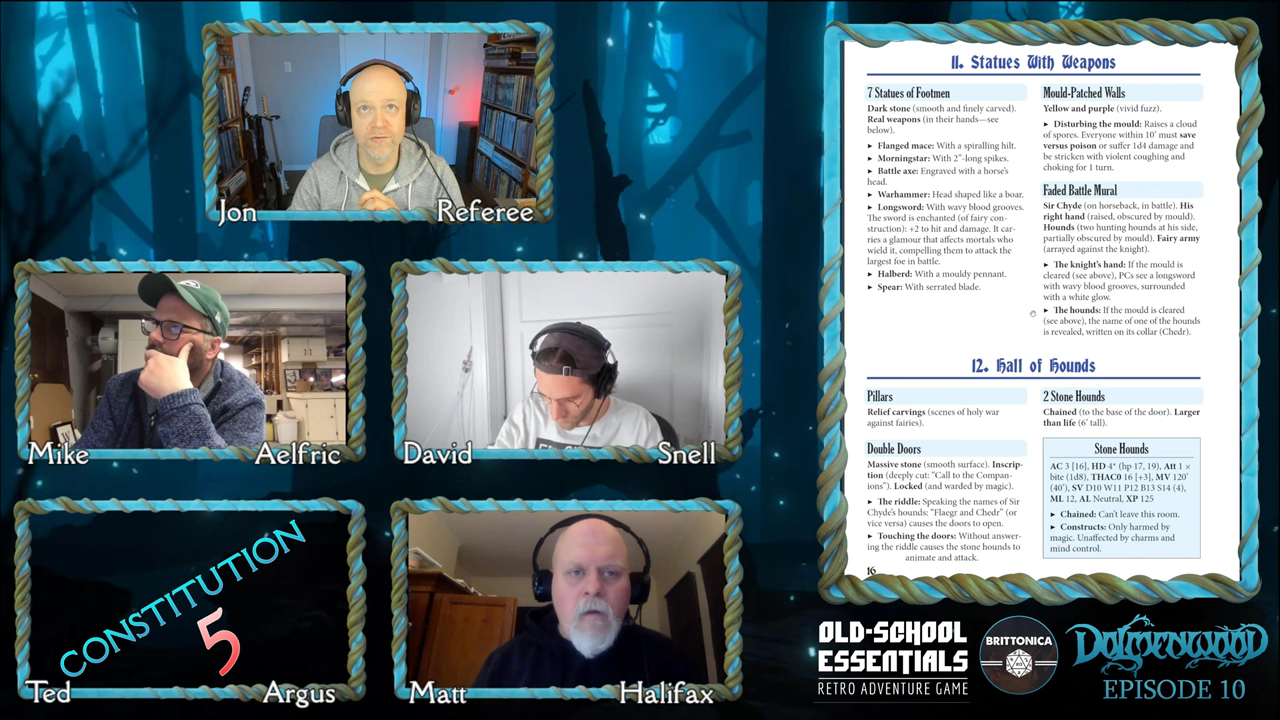 Jon Referee
Mike Aelfric
David Snell
CONSTITUTION
5
Ted Argus
Matt Halifax
11. Statues With Weapons
7 Statues of Footmen
Dark stone (smooth and finely carved).
Real weapons (in their hands—see
below).
► Flanged mace: With a spiralling hilt.
► Morningstar: With 2"-long spikes.
► Battle axe: Engraved with a horse's
head.
► Warhammer: Head shaped like a boar.
► Longsword: With wavy blood grooves.
The sword is enchanted (of fairy con-
struction): +2 to hit and damage. It car-
ries a glamour that affects mortals who
wield it, compelling them to attack the
largest foe in battle.
► Halberd: With a mouldy pennant.
► Spear: With serrated blade.
Mould-Patched Walls
Yellow and purple (vivid fuzz).
► Disturbing the mould: Raises a cloud
of spores. Everyone within 10' must save
versus poison or suffer 1d4 damage and
be stricken with violent coughing and
choking for 1 turn.
Faded Battle Mural
Sir Chyde (on horseback, in battle). His
right hand (raised, obscured by mould).
Hounds (two hunting hounds at his side,
partially obscured by mould). Fairy army
(arrayed against the knight).
► The knight's hand: If the mould is
cleared (see above), PCs see a longsword
with wavy blood grooves, surrounded
with a white glow.
► The hounds: If the mould is cleared
(see above), the name of one of the hounds
is revealed, written on its collar (Chedr).
12. Hall of Hounds
Pillars
Relief carvings (scenes of holy war
against fairies).
Double Doors
Massive stone (smooth surface). Inscrip-
tion (deeply cut: "Call to the Compan-
ions"). Locked (and warded by magic).
► The riddle: Speaking the names of Sir
Chyde's hounds: "Flaegr and Chedr" (or
vice versa) causes the doors to open.
► Touching the doors: Without answer-
ing the riddle causes the stone hounds to
animate and attack.
2 Stone Hounds
Chained (to the base of the door). Larger
than life (6' tall).
Stone Hounds
AC 3 [16], HD 4* (hp 17, 19), Att 1 ×
bite (1d8), THAC0 16 [+3], MV 120'
(40'), SV D10 W11 P12 B13 S14 (4),
ML 12, AL Neutral, XP 125
► Chained: Can't leave this room.
► Constructs: Only harmed by
magic. Unaffected by charms and
mind control.
16
OLD-SCHOOL
ESSENTIALS
RETRO ADVENTURE GAME
BRITTONICA
Dolmenwood
EPISODE 10